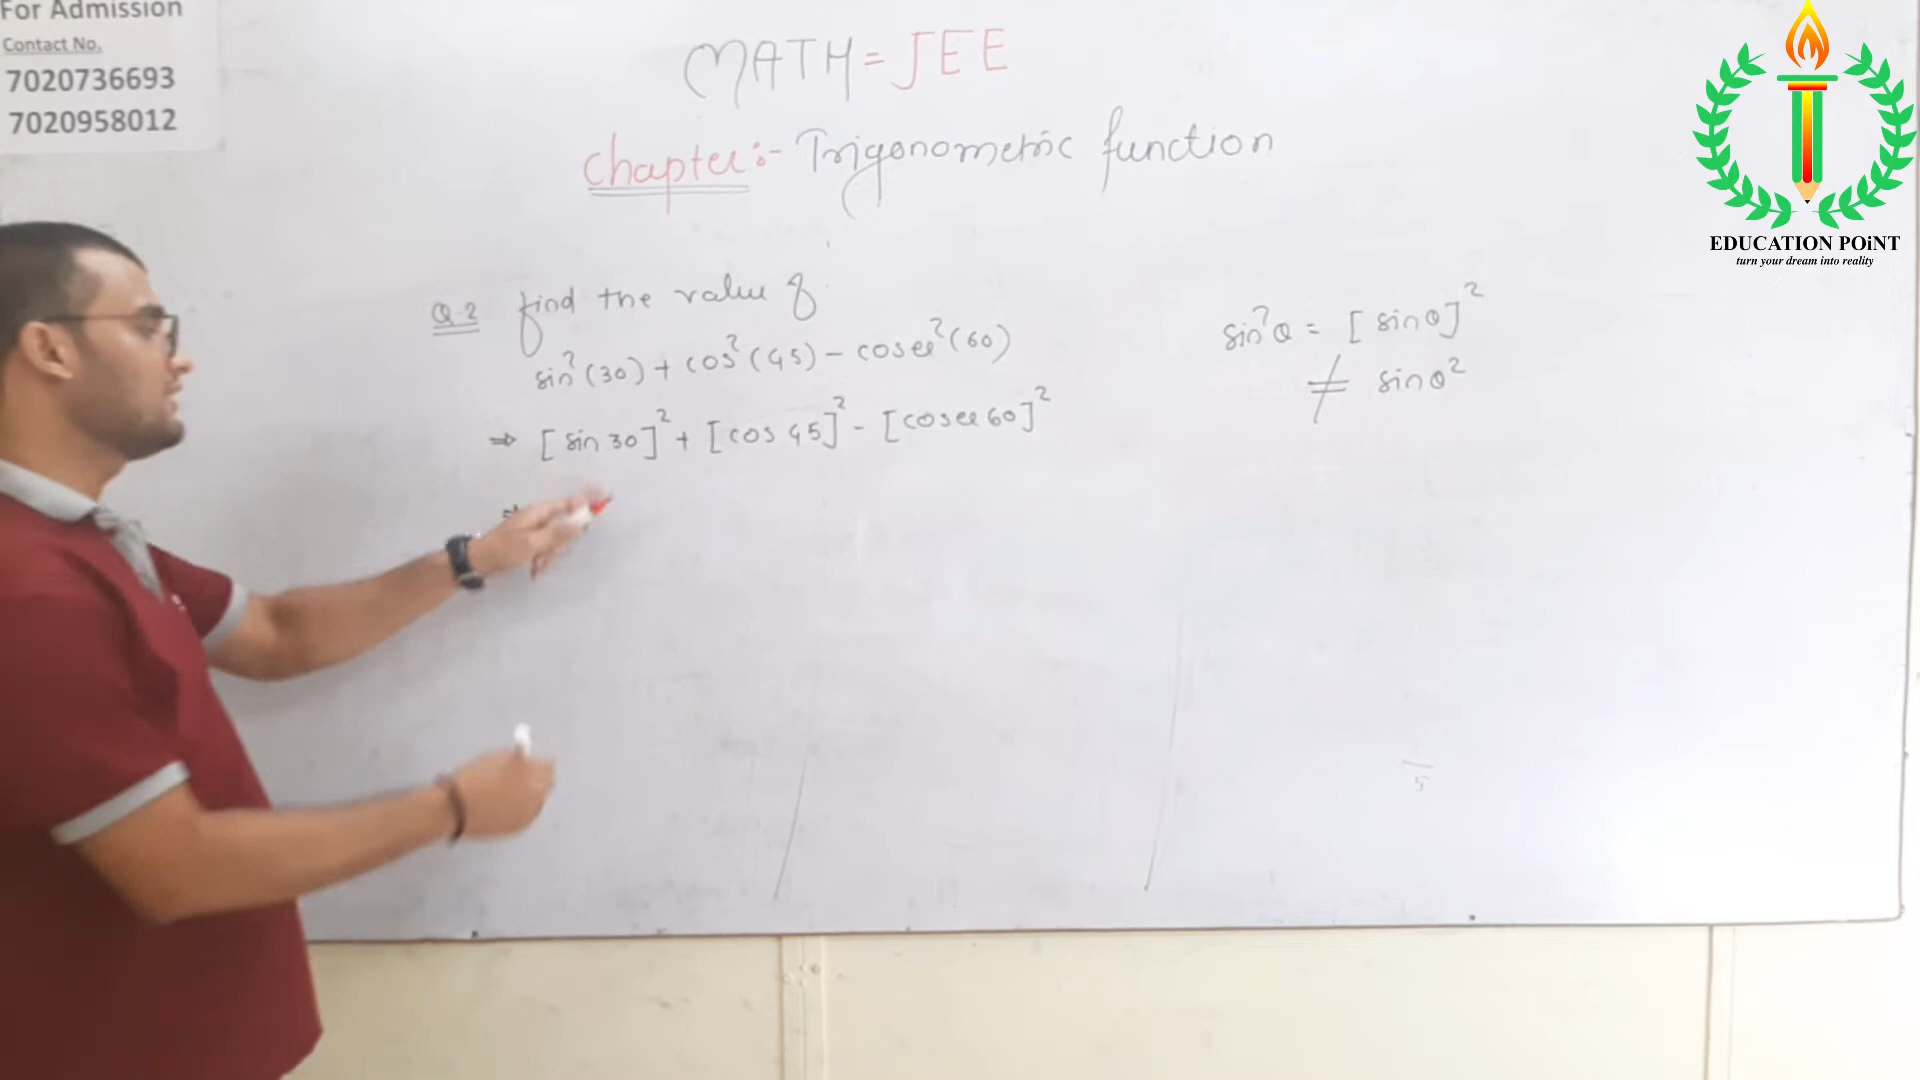 For Admission
Contact No.
7020736693
7020958012
MATH = JEE
Chapter :- Trigonometric function
EDUCATION POiNT
turn your dream into reality
Q.2 find the value of
sin²(30) + cos²(45) - cosec²(60)
⇒ [sin 30]² + [cos 45]² - [cosec 60]²
sin²θ = [sinθ]²
≠ sinθ²
5